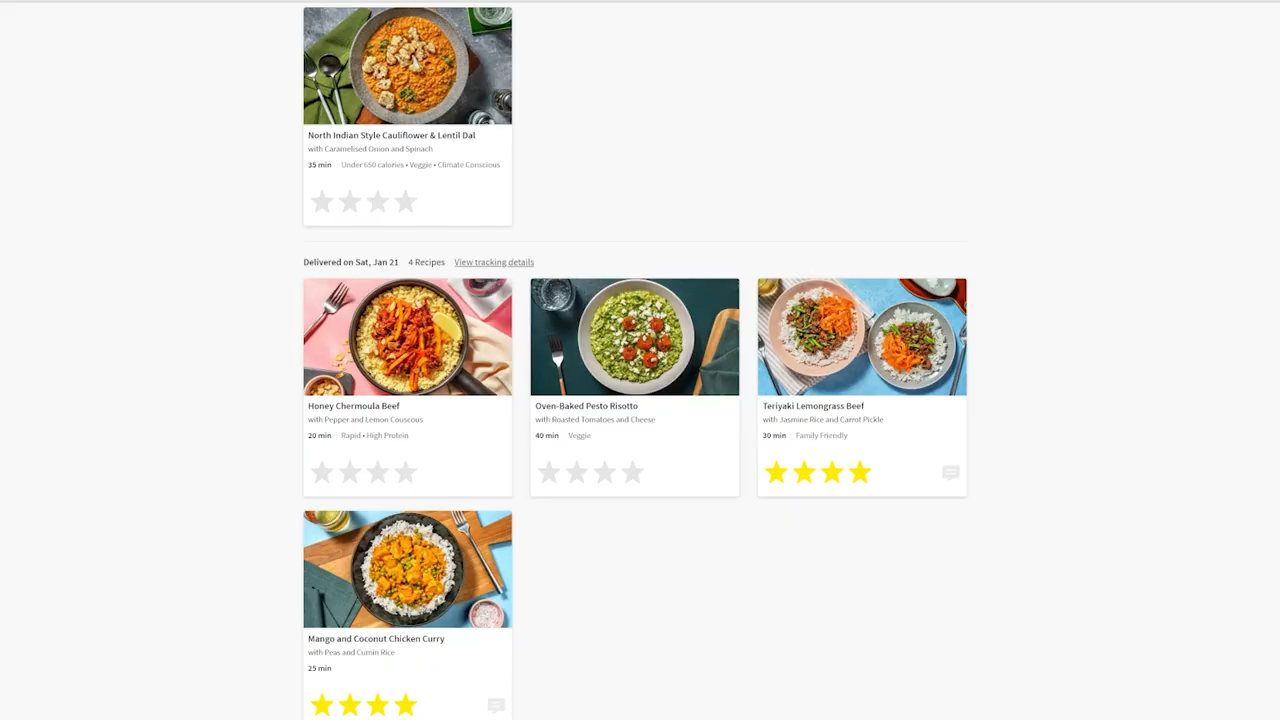 North Indian Style Cauliflower & Lentil Dal
with Caramelised Onion and Spinach
35 min Under 650 calories • Veggie • Climate Conscious
Delivered on Sat, Jan 21 4 Recipes View tracking details
Honey Chermoula Beef
with Pepper and Lemon Couscous
20 min Rapid • High Protein
Oven-Baked Pesto Risotto
with Roasted Tomatoes and Cheese
40 min Veggie
Teriyaki Lemongrass Beef
with Jasmine Rice and Carrot Pickle
30 min Family Friendly
Mango and Coconut Chicken Curry
with Peas and Cumin Rice
25 min